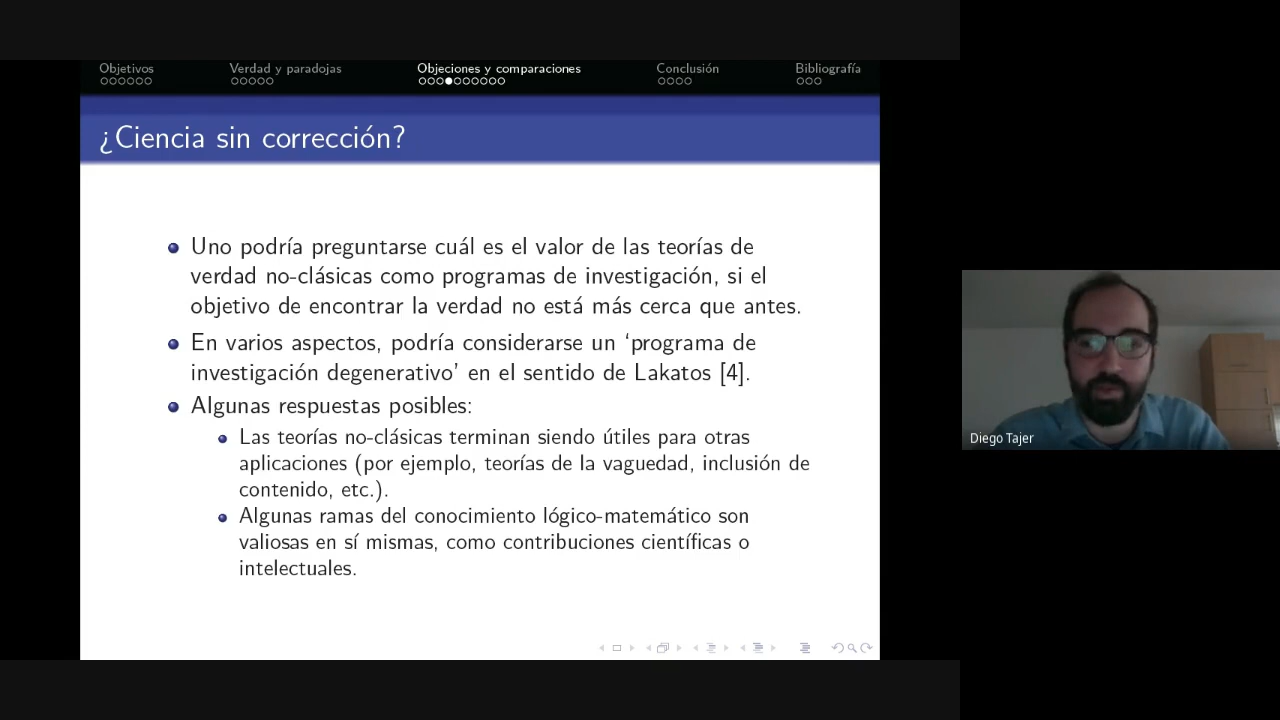 Objetivos Verdad y paradojas Objeciones y comparaciones Conclusión Bibliografía
¿Ciencia sin corrección?
Uno podría preguntarse cuál es el valor de las teorías de
verdad no-clásicas como programas de investigación, si el
objetivo de encontrar la verdad no está más cerca que antes.
En varios aspectos, podría considerarse un ‘programa de
investigación degenerativo’ en el sentido de Lakatos [4].
Algunas respuestas posibles:
Las teorías no-clásicas terminan siendo útiles para otras
aplicaciones (por ejemplo, teorías de la vaguedad, inclusión de
contenido, etc.).
Algunas ramas del conocimiento lógico-matemático son
valiosas en sí mismas, como contribuciones científicas o
intelectuales.
Diego Tajer